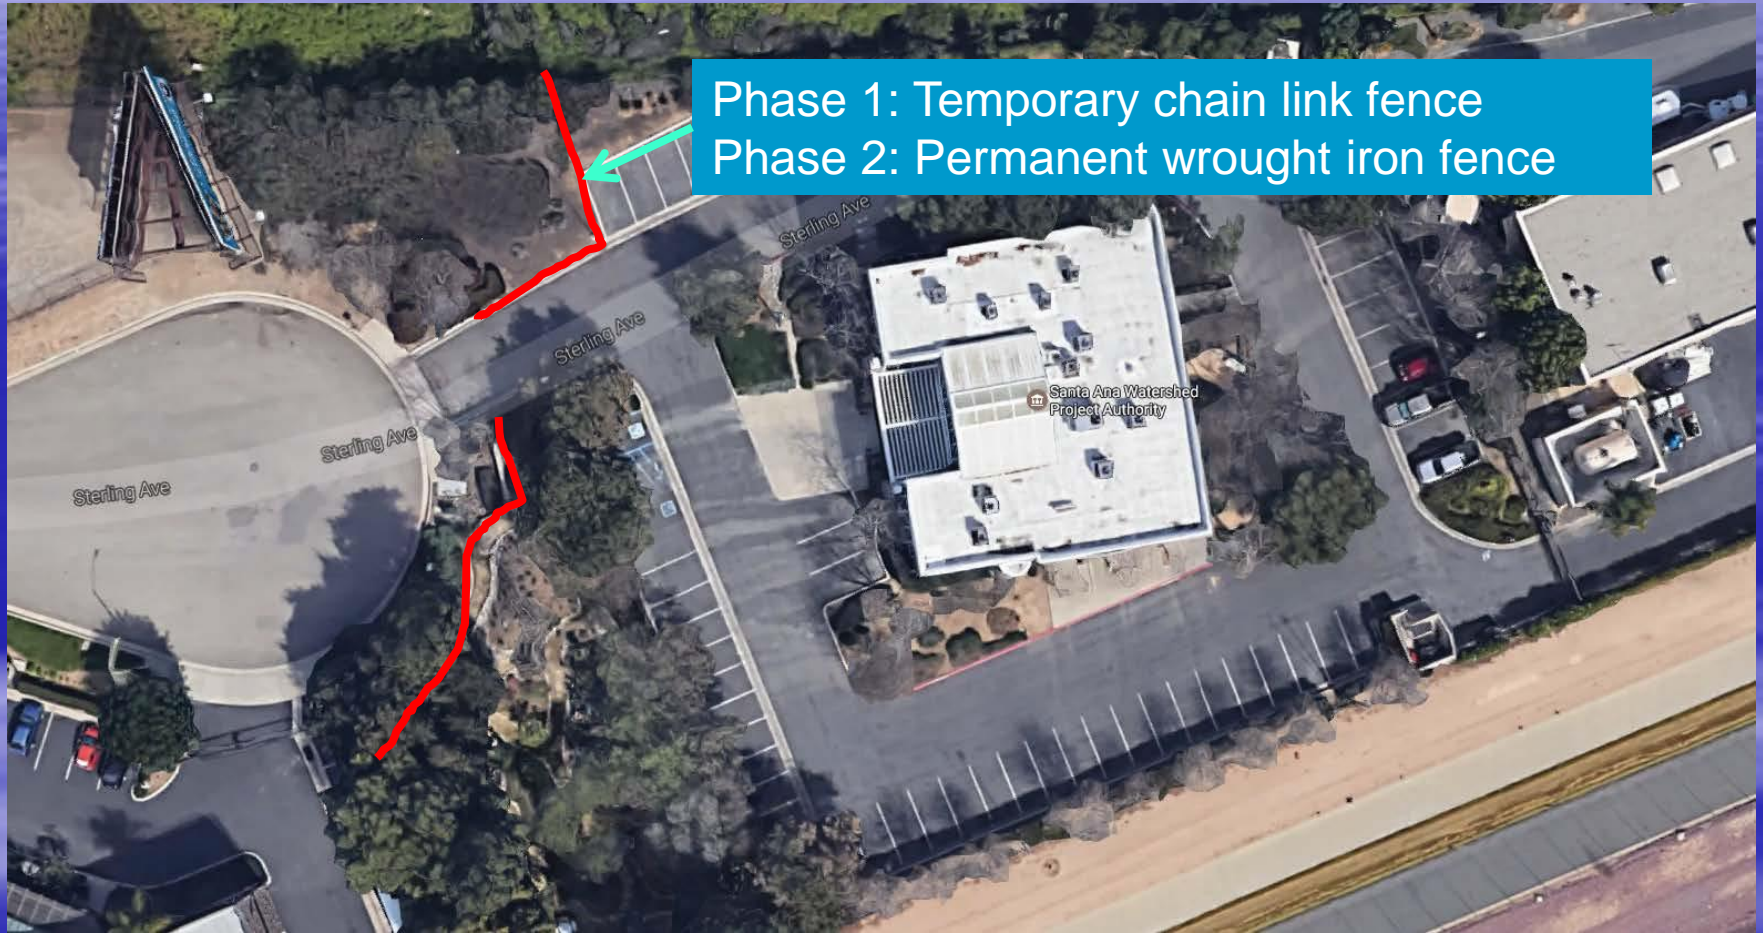 Phase 1: Temporary chain link fence
Phase 2: Permanent wrought iron fence
Sterling Ave
Sterling Ave
Santa Ana Watershed
Project Authority
Sterling Ave
Sterling Ave